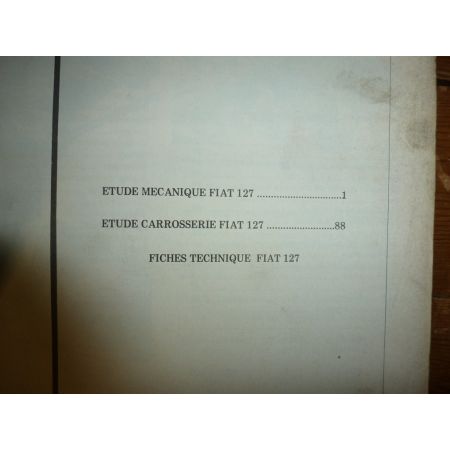 ETUDE MECANIQUE FIAT 127 ...............................1
ETUDE CARROSSERIE FIAT 127 .........................88
FICHES TECHNIQUE FIAT 127